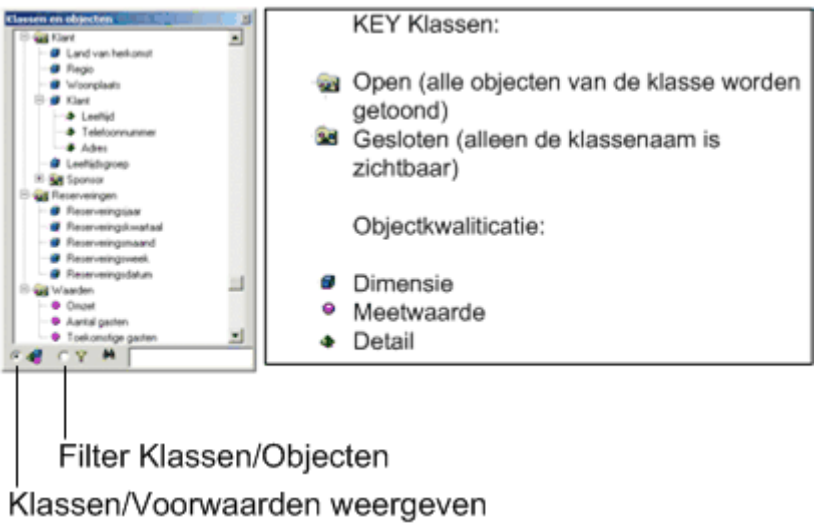 Klassen en objecten
Klant
Land van herkomst
Regio
Woonplaats
Klant
Leeftijd
Telefoonnummer
Adres
Leeftijdsgroep
Sponsor
Reserveringen
Reserveringsjaar
Reserveringskwartaal
Reserveringsmaand
Reserveringsweek
Reserveringsdatum
Waarden
Omzet
Aantal gasten
Toekomstige gasten
KEY Klassen:
Open (alle objecten van de klasse worden
getoond)
Gesloten (alleen de klassenaam is
zichtbaar)
Objectkwaliticatie:
Dimensie
Meetwaarde
Detail
Filter Klassen/Objecten
Klassen/Voorwaarden weergeven